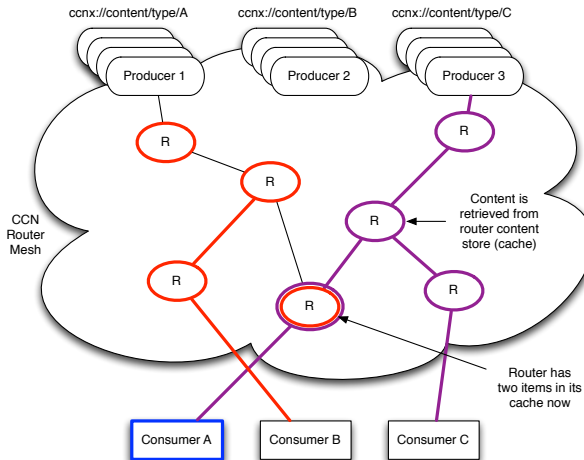 ccnx://content/type/A
ccnx://content/type/B
ccnx://content/type/C
Producer 1
Producer 2
Producer 3
R
R
R
R
Content is
retrieved from
router content
store (cache)
CCN
Router
Mesh
R
R
R
Router has
two items in its
cache now
Consumer A
Consumer B
Consumer C